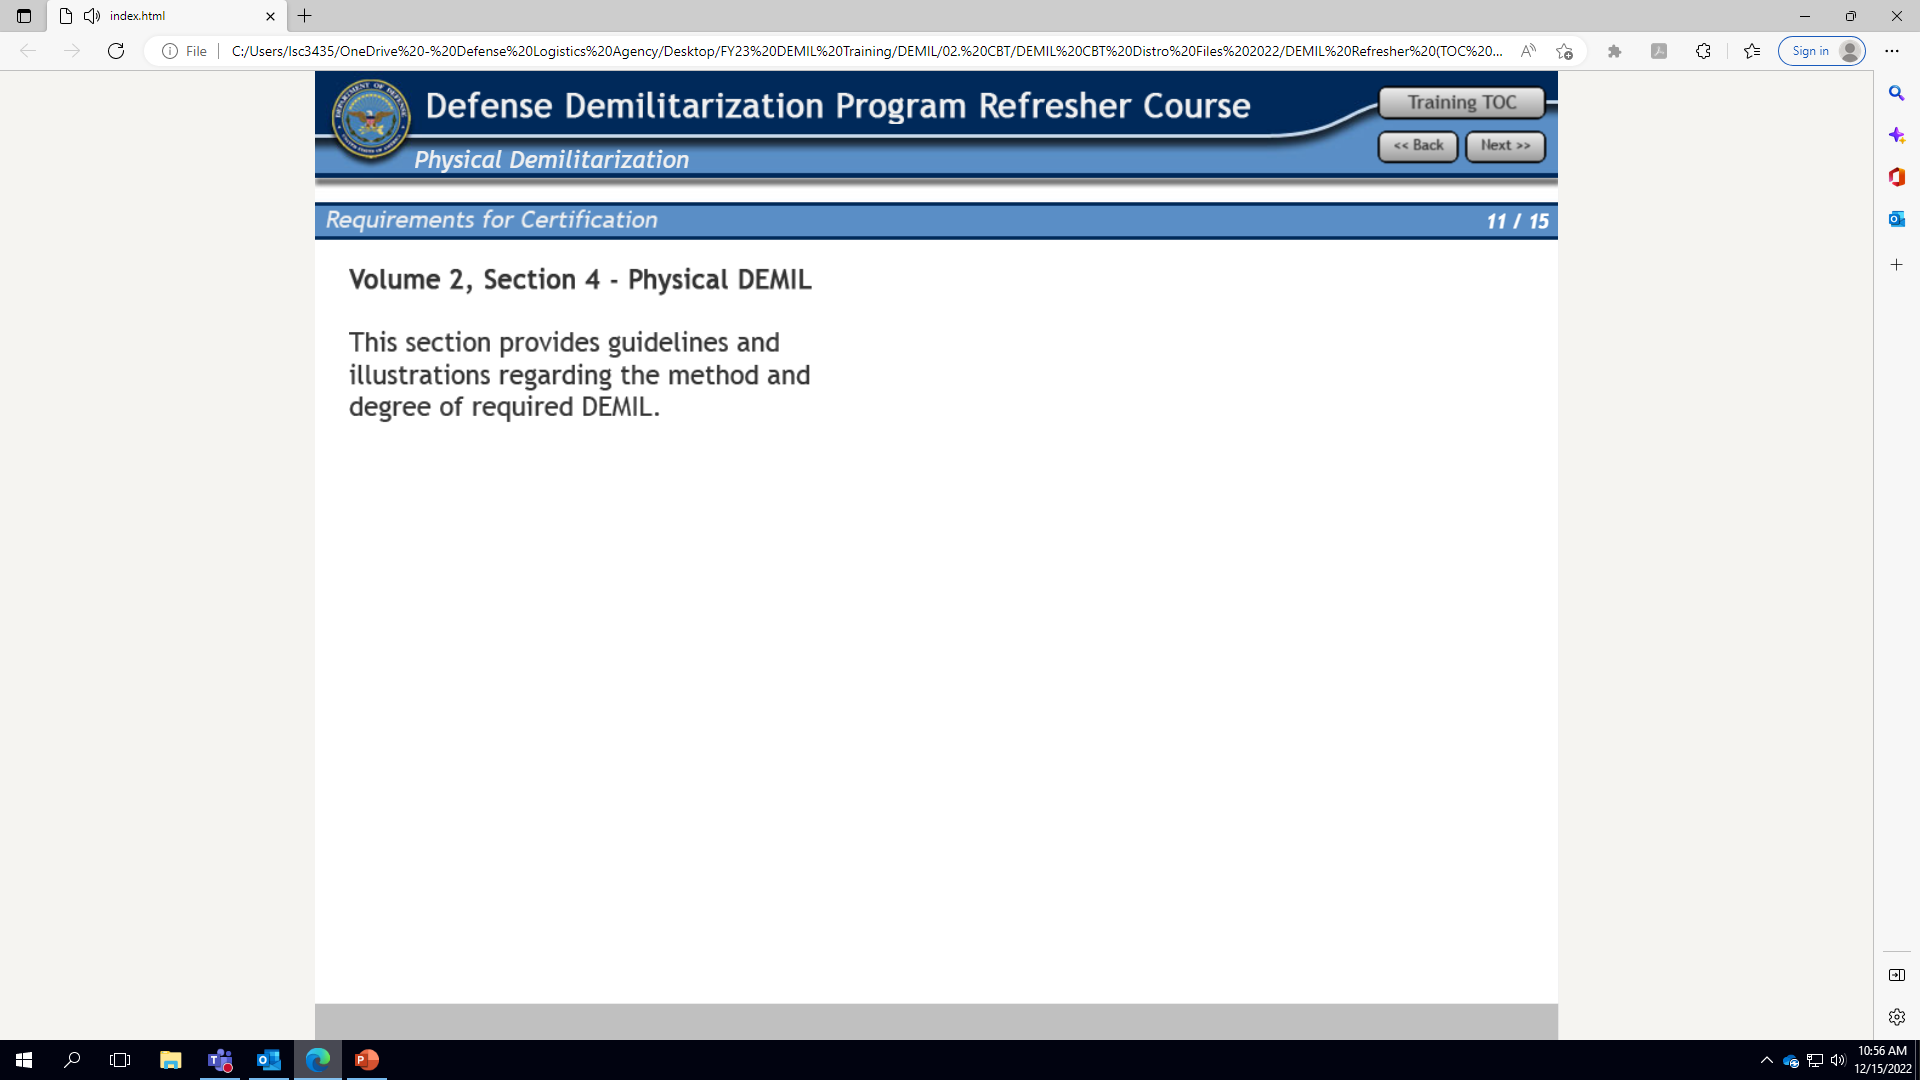 index.html
File
C:/Users/lsc3435/OneDrive%20-%20Defense%20Logistics%20Agency/Desktop/FY23%20DEMIL%20Training/DEMIL/02.%20CBT/DEMIL%20CBT%20Distro%20Files%202022/DEMIL%20Refresher%20(TOC%20...
Sign in
Defense Demilitarization Program Refresher Course
Training TOC
<< Back
Next >>
Physical Demilitarization
Requirements for Certification
11 / 15
Volume 2, Section 4 - Physical DEMIL
This section provides guidelines and
illustrations regarding the method and
degree of required DEMIL.
10:56 AM
12/15/2022